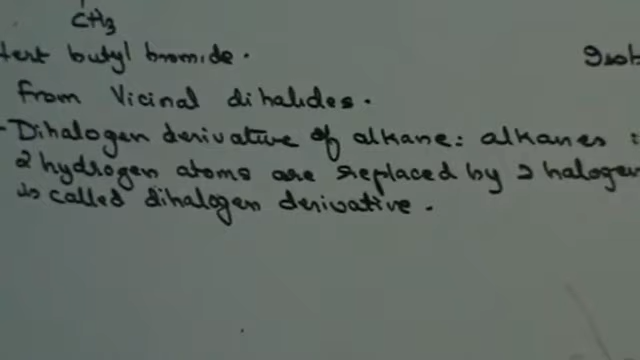 CH3
tert butyl bromide.
From Vicinal dihalides.
- Dihalogen derivative of alkane: alkanes :
2 hydrogen atoms are replaced by 2 halogen
is called dihalogen derivative.